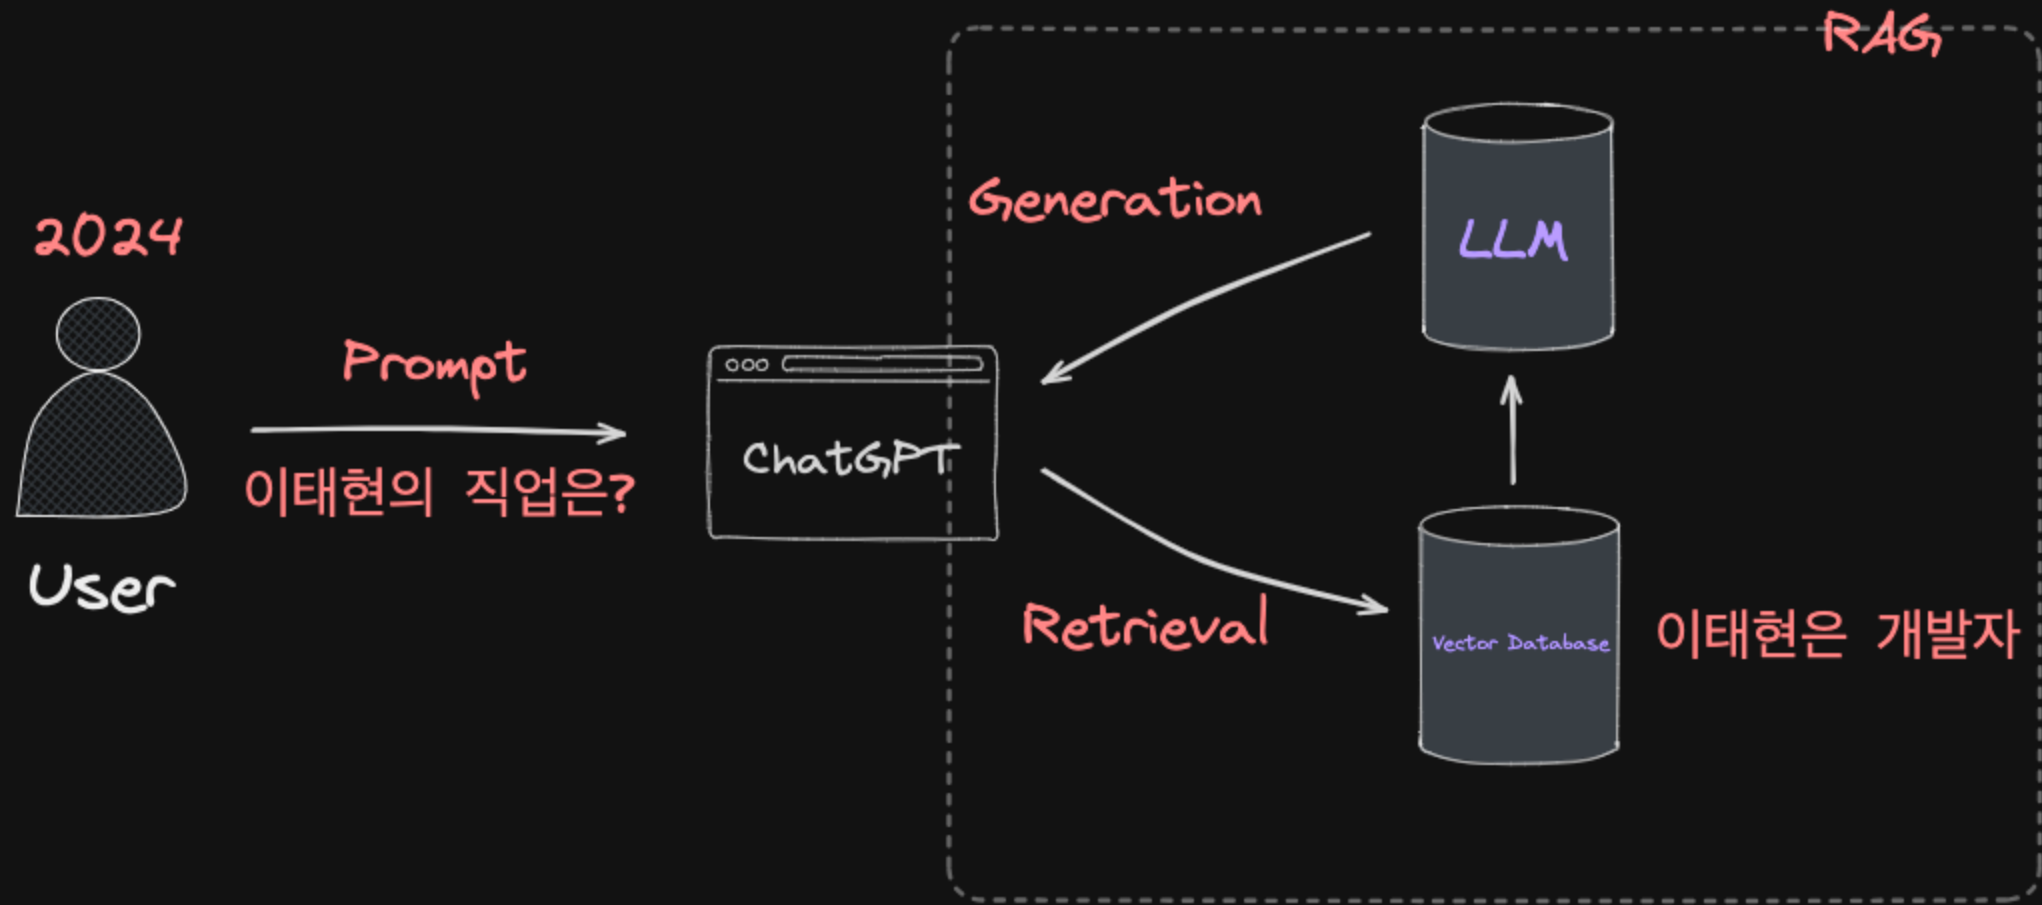 RAG
Generation
LLM
2024
Prompt
ChatGPT
이태현의 직업은?
User
Retrieval
Vector Database
이태현은 개발자